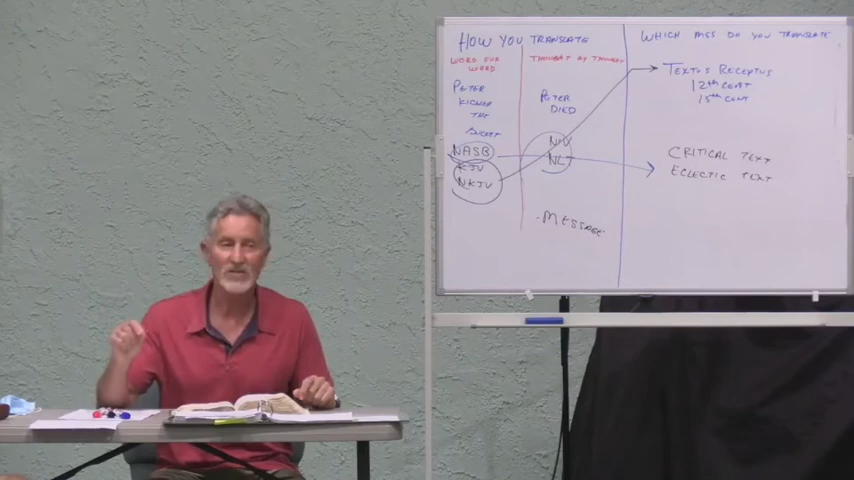 HOW YOU TRANSLATE
WORD FOR
WORD
PETER
KICKED
THE
BUCKET
NASB
KJV
NKJV
THOUGHT BY THOUGHT
PETER
DIED
NIV
NLT
-MESSAGE
WHICH MSS DO YOU TRANSLATE
TEXTUS RECEPTUS
12th CENT
15th CENT
CRITICAL TEXT
ECLECTIC TEXT